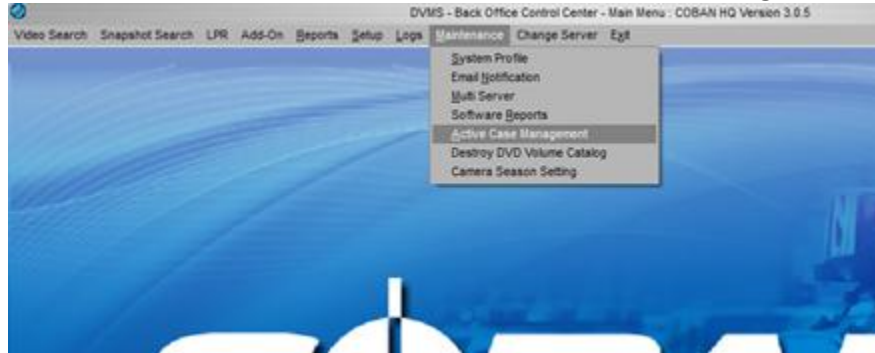 DVMS - Back Office Control Center - Main Menu : COBAN HQ Version 3.0.5
Video Search Snapshot Search LPR Add-On Reports Setup Logs Maintenance Change Server Exit
System Profile
Email Notification
Multi Server
Software Reports
Active Case Management
Destroy DVD Volume Catalog
Camera Season Setting